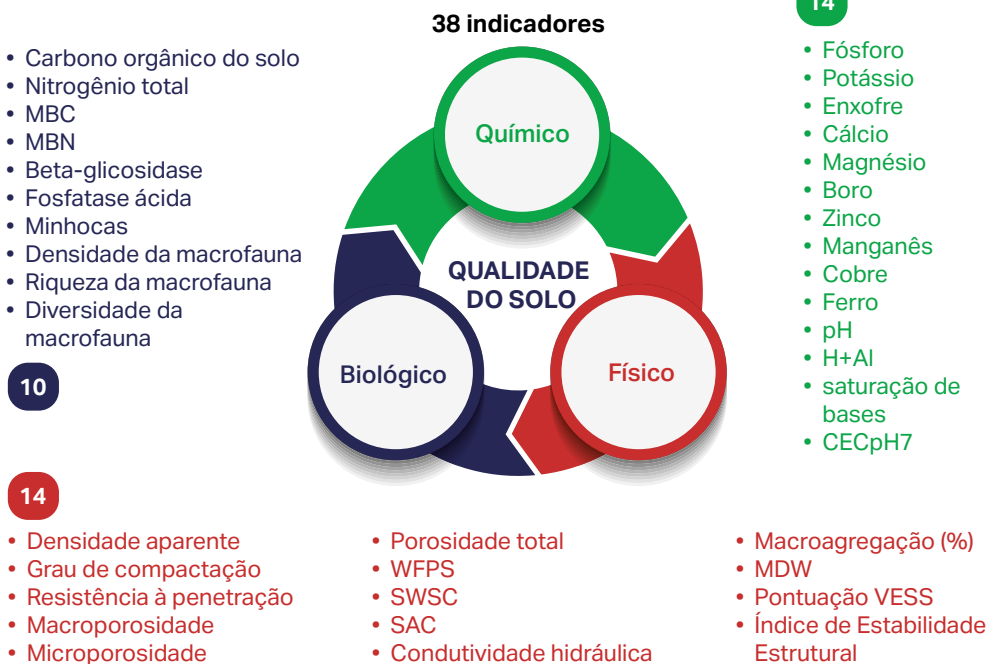 38 indicadores
• Carbono orgânico do solo
• Nitrogênio total
• MBC
• MBN
• Beta-glicosidase
• Fosfatase ácida
• Minhocas
• Densidade da macrofauna
• Riqueza da macrofauna
• Diversidade da
macrofauna
10
Químico
QUALIDADE
DO SOLO
Biológico
Físico
14
• Fósforo
• Potássio
• Enxofre
• Cálcio
• Magnésio
• Boro
• Zinco
• Manganês
• Cobre
• Ferro
• pH
• H+Al
• saturação de
bases
• CECpH7
14
• Densidade aparente
• Grau de compactação
• Resistência à penetração
• Macroporosidade
• Microporosidade
• Porosidade total
• WFPS
• SWSC
• SAC
• Condutividade hidráulica
• Macroagregação (%)
• MDW
• Pontuação VESS
• Índice de Estabilidade
Estrutural